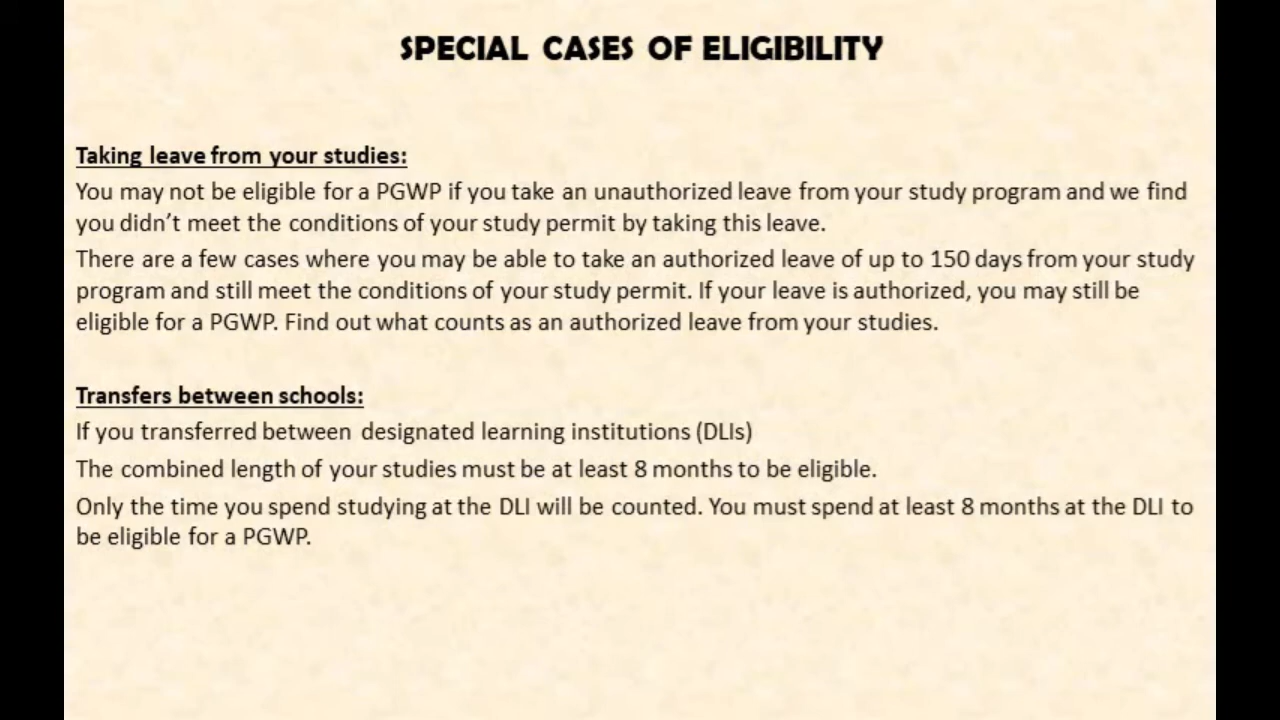 SPECIAL CASES OF ELIGIBILITY
Taking leave from your studies:
You may not be eligible for a PGWP if you take an unauthorized leave from your study program and we find
you didn’t meet the conditions of your study permit by taking this leave.
There are a few cases where you may be able to take an authorized leave of up to 150 days from your study
program and still meet the conditions of your study permit. If your leave is authorized, you may still be
eligible for a PGWP. Find out what counts as an authorized leave from your studies.
Transfers between schools:
If you transferred between designated learning institutions (DLIs)
The combined length of your studies must be at least 8 months to be eligible.
Only the time you spend studying at the DLI will be counted. You must spend at least 8 months at the DLI to
be eligible for a PGWP.